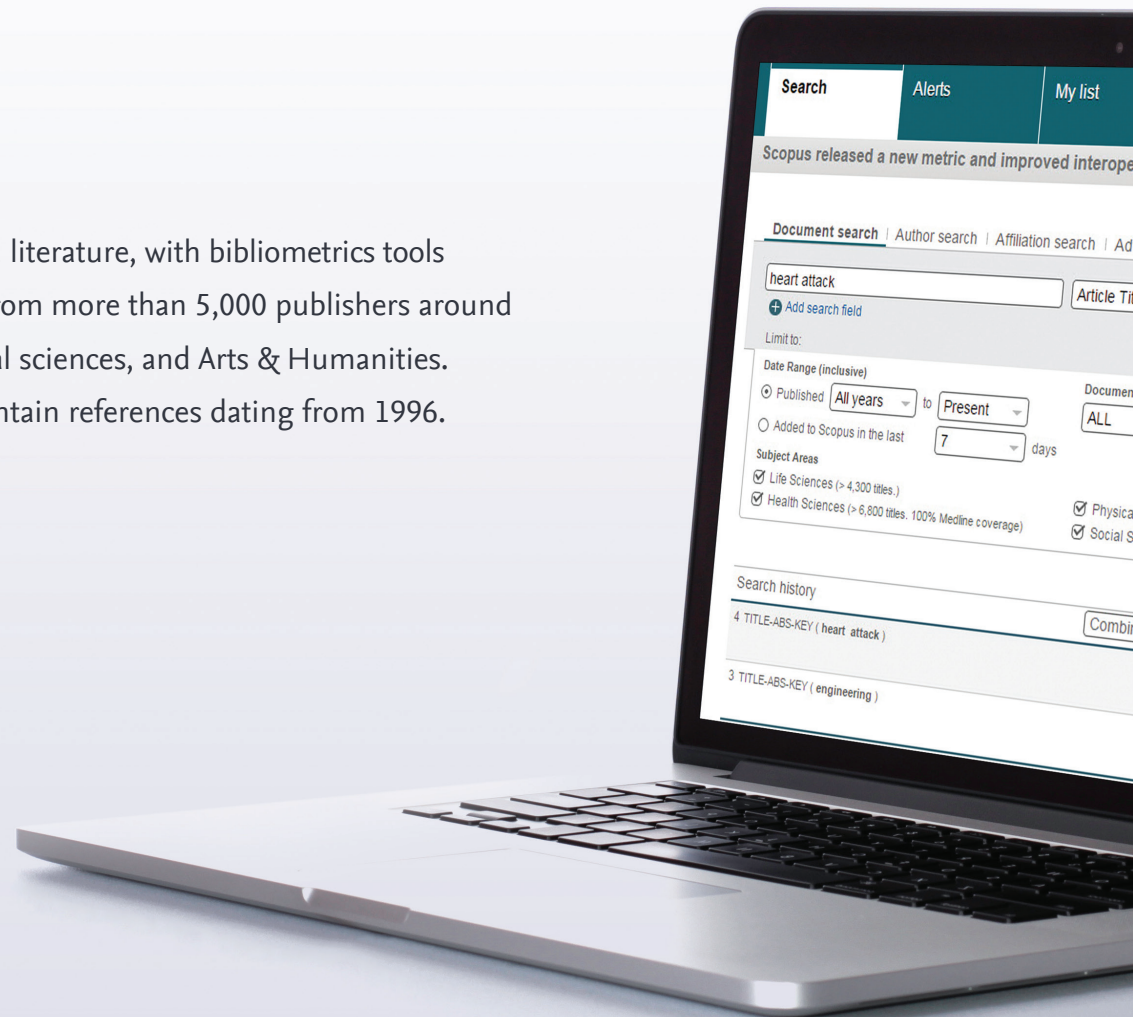 literature, with bibliometrics tools
rom more than 5,000 publishers around
al sciences, and Arts & Humanities.
ntain references dating from 1996.
Search Alerts My list
Scopus released a new metric and improved interope
Document search | Author search | Affiliation search | Ad
heart attack Article Tit
Add search field
Limit to:
Date Range (inclusive) Documen
Published All years to Present ALL
Added to Scopus in the last 7 days
Subject Areas
Life Sciences (> 4,300 titles.) Physica
Health Sciences (> 6,800 titles. 100% Medline coverage) Social S
Search history Combin
4 TITLE-ABS-KEY ( heart attack )
3 TITLE-ABS-KEY ( engineering )